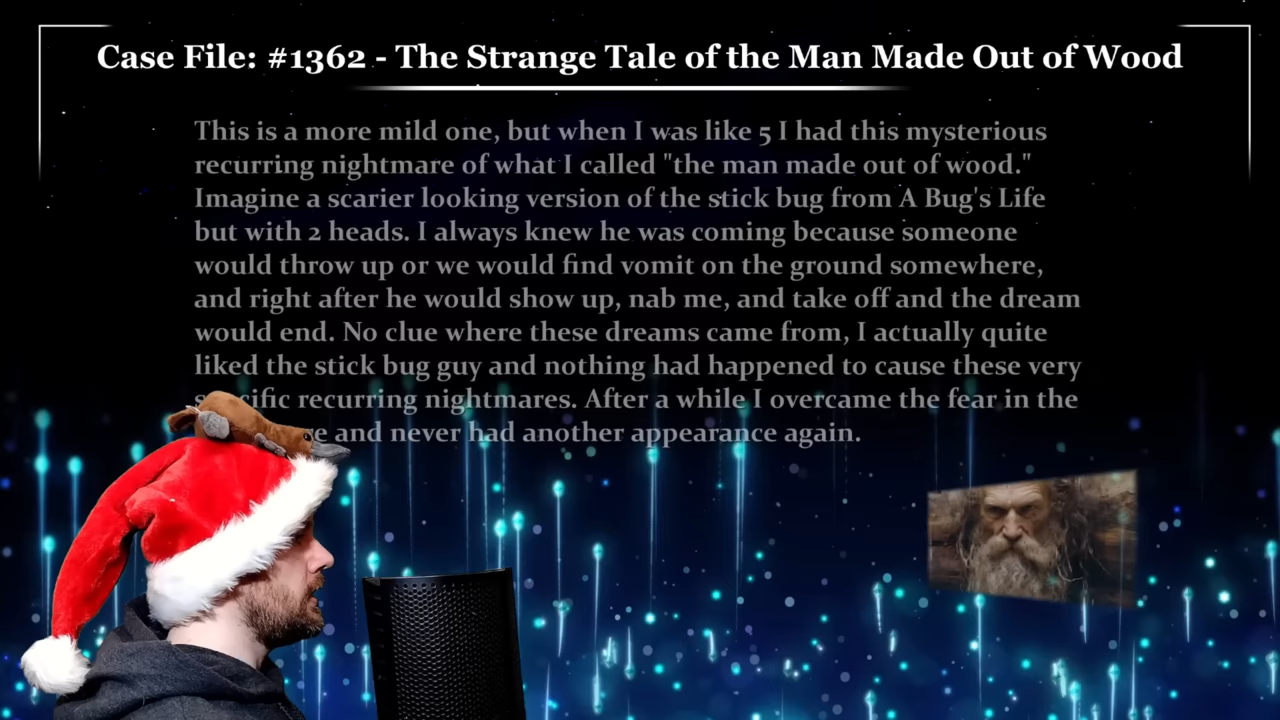 Case File: #1362 - The Strange Tale of the Man Made Out of Wood
This is a more mild one, but when I was like 5 I had this mysterious
recurring nightmare of what I called "the man made out of wood."
Imagine a scarier looking version of the stick bug from A Bug's Life
but with 2 heads. I always knew he was coming because someone
would throw up or we would find vomit on the ground somewhere,
and right after he would show up, nab me, and take off and the dream
would end. No clue where these dreams came from, I actually quite
liked the stick bug guy and nothing had happened to cause these very
specific recurring nightmares. After a while I overcame the fear in the
and never had another appearance again.